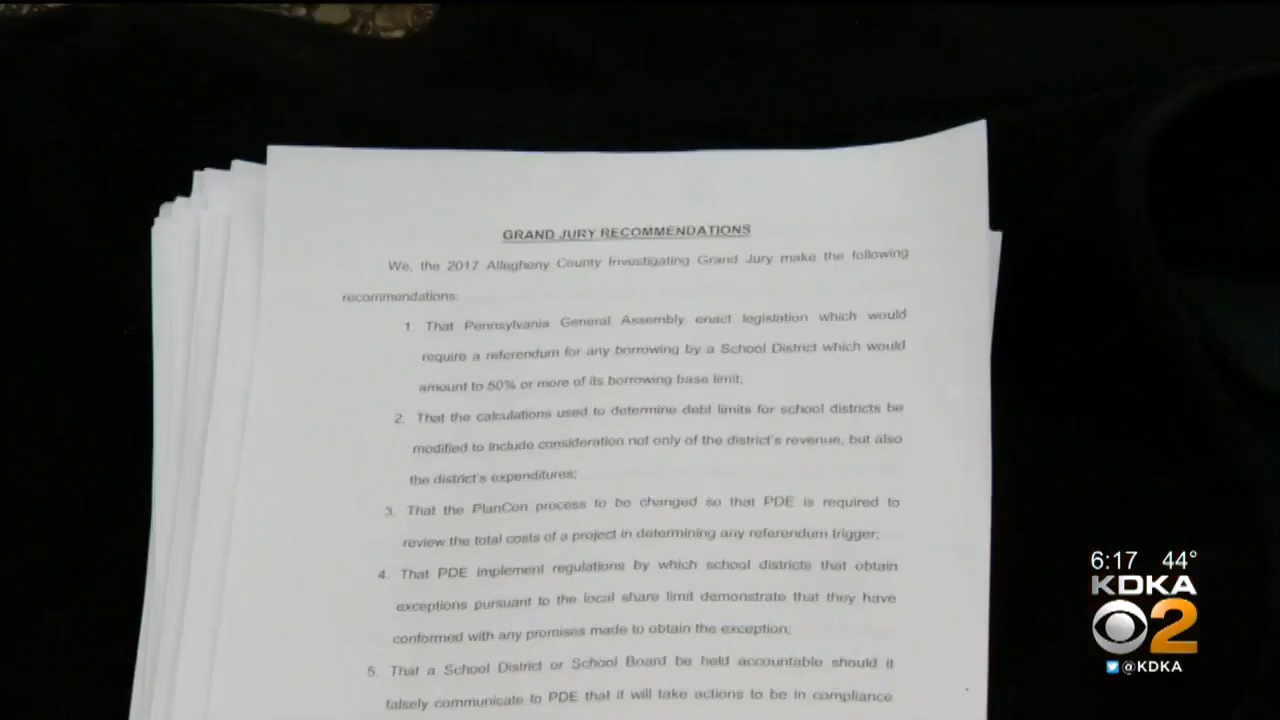 GRAND JURY RECOMMENDATIONS
We, the 2017 Allegheny County Investigating Grand Jury make the following
recommendations:
1. That Pennsylvania General Assembly enact legislation which would
require a referendum for any borrowing by a School District which would
amount to 50% or more of its borrowing base limit;
2. That the calculations used to determine debt limits for school districts be
modified to include consideration not only of the district's revenue, but also
the district's expenditures;
3. That the PlanCon process to be changed so that PDE is required to
review the total costs of a project in determining any referendum trigger;
4. That PDE implement regulations by which school districts that obtain
exceptions pursuant to the local share limit demonstrate that they have
conformed with any promises made to obtain the exception;
5. That a School District or School Board be held accountable should it
falsely communicate to PDE that it will take actions to be in compliance
6:17 44°
KDKA
2
@KDKA